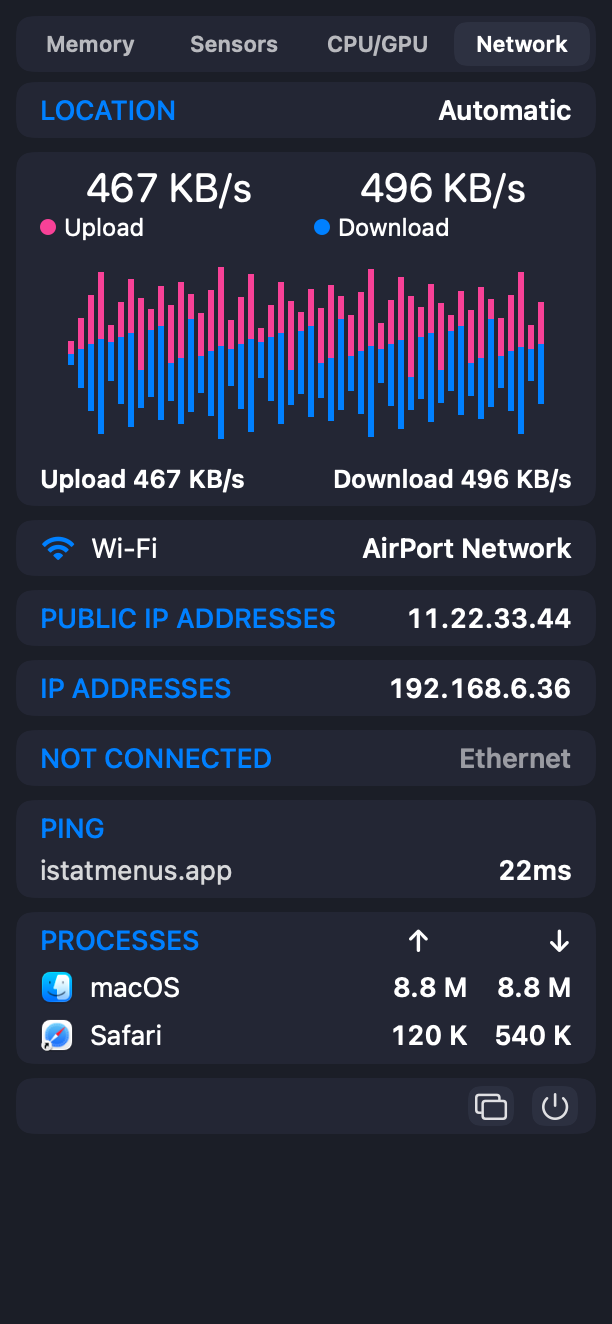 Memory Sensors CPU/GPU Network
LOCATION Automatic
467 KB/s 496 KB/s
Upload Download
Upload 467 KB/s Download 496 KB/s
Wi-Fi AirPort Network
PUBLIC IP ADDRESSES 11.22.33.44
IP ADDRESSES 192.168.6.36
NOT CONNECTED Ethernet
PING
istatmenus.app 22ms
PROCESSES ↑ ↓
macOS 8.8 M 8.8 M
Safari 120 K 540 K